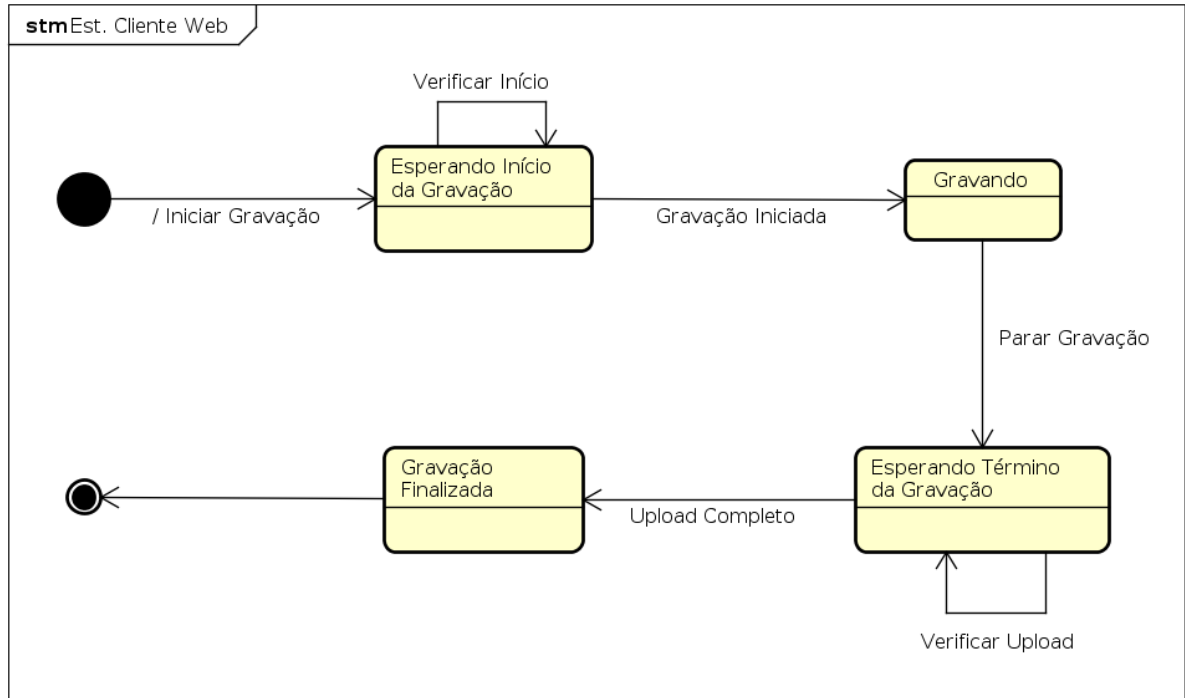 stm Est. Cliente Web
Verificar Início
Esperando Início
da Gravação
/ Iniciar Gravação
Gravação Iniciada
Gravando
Parar Gravação
Gravação
Finalizada
Upload Completo
Esperando Término
da Gravação
Verificar Upload